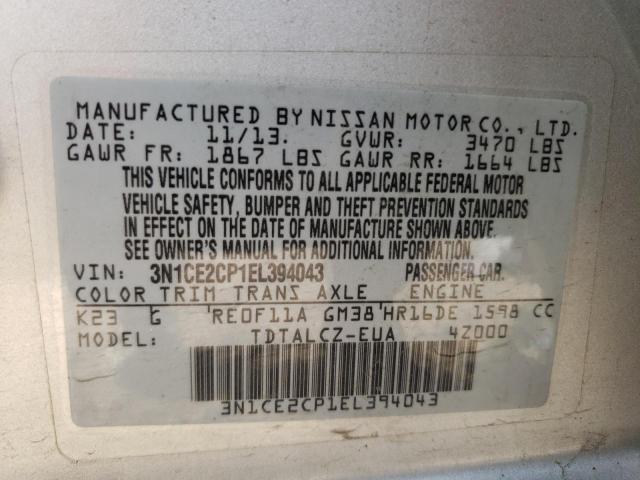 MANUFACTURED BY NISSAN MOTOR CO., LTD.
DATE: 11/13. GVWR: 3470 LBS
GAWR FR: 1867 LBS GAWR RR: 1664 LBS
THIS VEHICLE CONFORMS TO ALL APPLICABLE FEDERAL MOTOR
VEHICLE SAFETY, BUMPER AND THEFT PREVENTION STANDARDS
IN EFFECT ON THE DATE OF MANUFACTURE SHOWN ABOVE.
SEE OWNER'S MANUAL FOR ADDITIONAL INFORMATION.
VIN: 3N1CE2CP1EL394043 PASSENGER CAR.
COLOR TRIM TRANS AXLE ENGINE
K23 G RE0F11A GM38 HR16DE 1598 CC
MODEL: TDTALCZ-EUA 4Z000
3N1CE2CP1EL394043